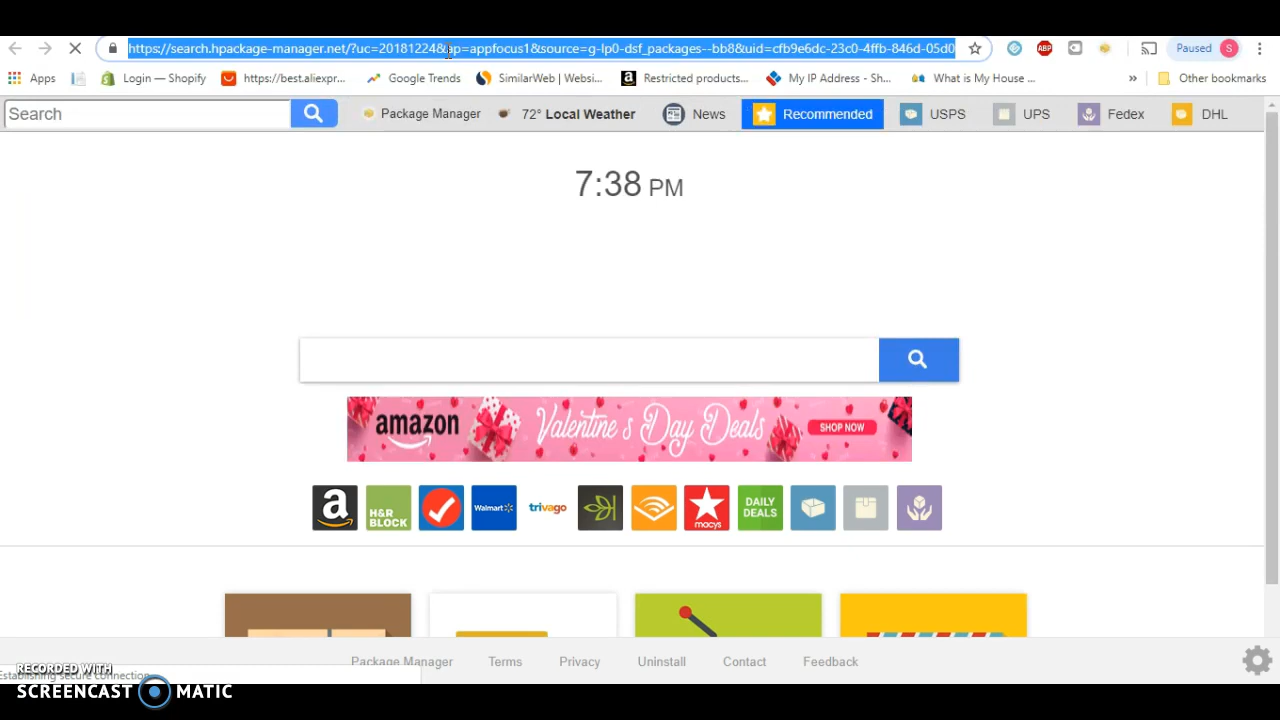 https://search.hpackage-manager.net/?uc=20181224&ap=appfocus1&source=g-lp0-dsf_packages--bb8&uid=cfb9e6dc-23c0-4ffb-846d-05d0
ABP
Paused S
Apps
Login — Shopify
https://best.aliexpr...
Google Trends
SimilarWeb | Websi...
Restricted products...
My IP Address - Sh...
What is My House ...
»
Other bookmarks
Search
Package Manager
72° Local Weather
News
Recommended
USPS
UPS
Fedex
DHL
7:38 PM
amazon
Valentine's Day Deals
SHOP NOW
a
H&R BLOCK
Walmart
trivago
macys
DAILY DEALS
Package Manager
Terms
Privacy
Uninstall
Contact
Feedback
Establishing secure connection...
RECORDED WITH
SCREENCAST MATIC